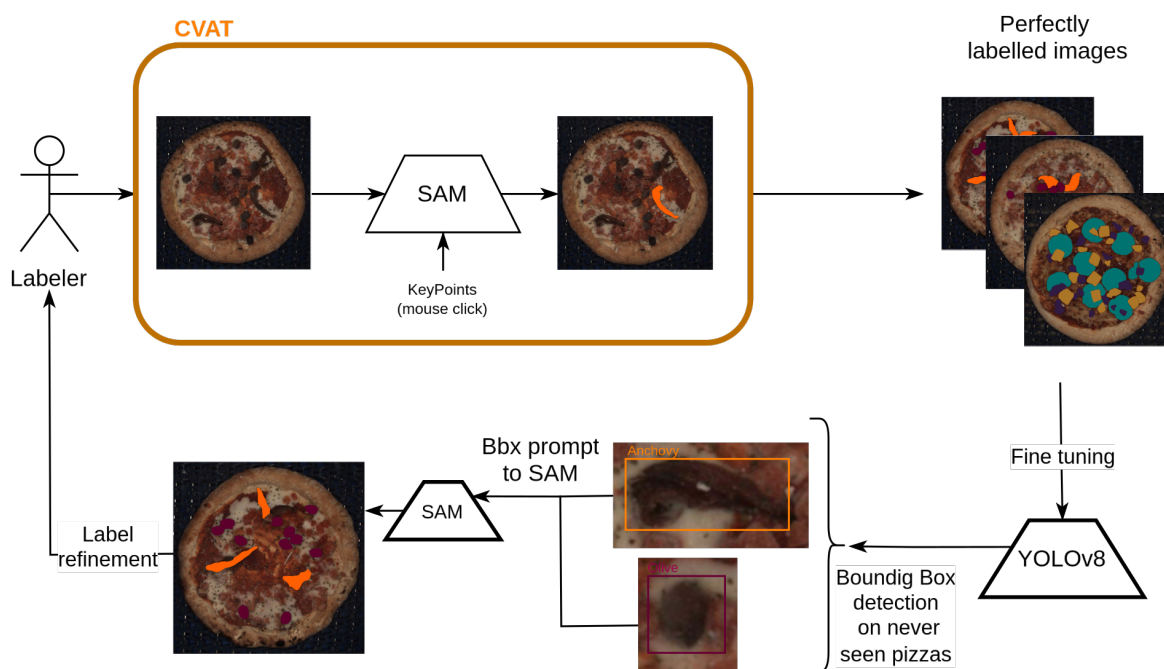 CVAT
Perfectly
labelled images
SAM
Labeler
KeyPoints
(mouse click)
Fine tuning
YOLOv8
Boundig Box
detection
on never
seen pizzas
Anchovy
Olive
Bbx prompt
to SAM
SAM
Label
refinement